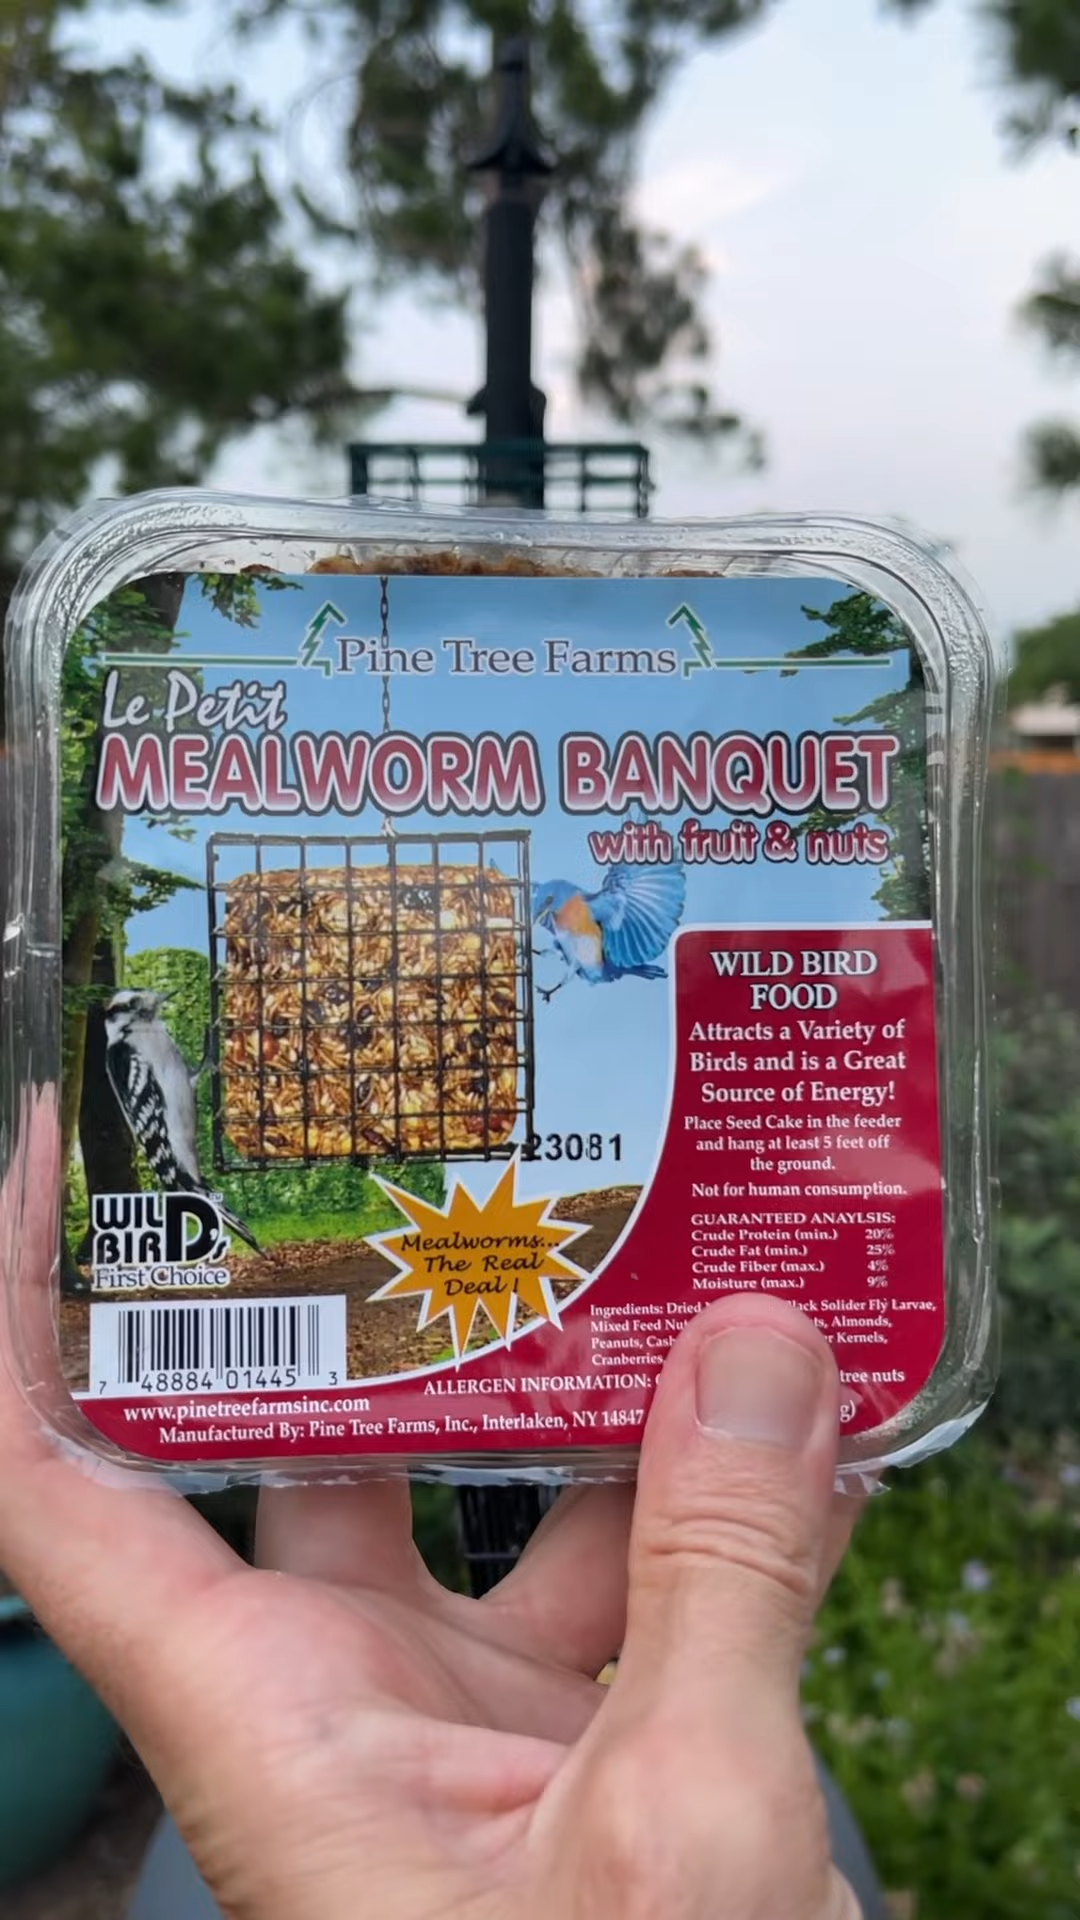 Pine Tree Farms
Le Petit
MEALWORM BANQUET
with fruit & nuts
WILD BIRD
FOOD
Attracts a Variety of
Birds and is a Great
Source of Energy!
Place Seed Cake in the feeder
and hang at least 5 feet off
the ground.
Not for human consumption.
GUARANTEED ANAYLSIS:
Crude Protein (min.) 20%
Crude Fat (min.) 25%
Crude Fiber (max.) 4%
Moisture (max.) 9%
Ingredients: Dried Solider Fly Larvae,
Mixed Feed Almonds,
Peanuts, Kernels,
Cranberries,
ALLERGEN INFORMATION: tree nuts
23081
WILD
BIRD's
TM
First Choice
Mealworms...
The Real
Deal !
7 48884 01445 3
www.pinetreefarmsinc.com
Manufactured By: Pine Tree Farms, Inc., Interlaken, NY 14847
g)